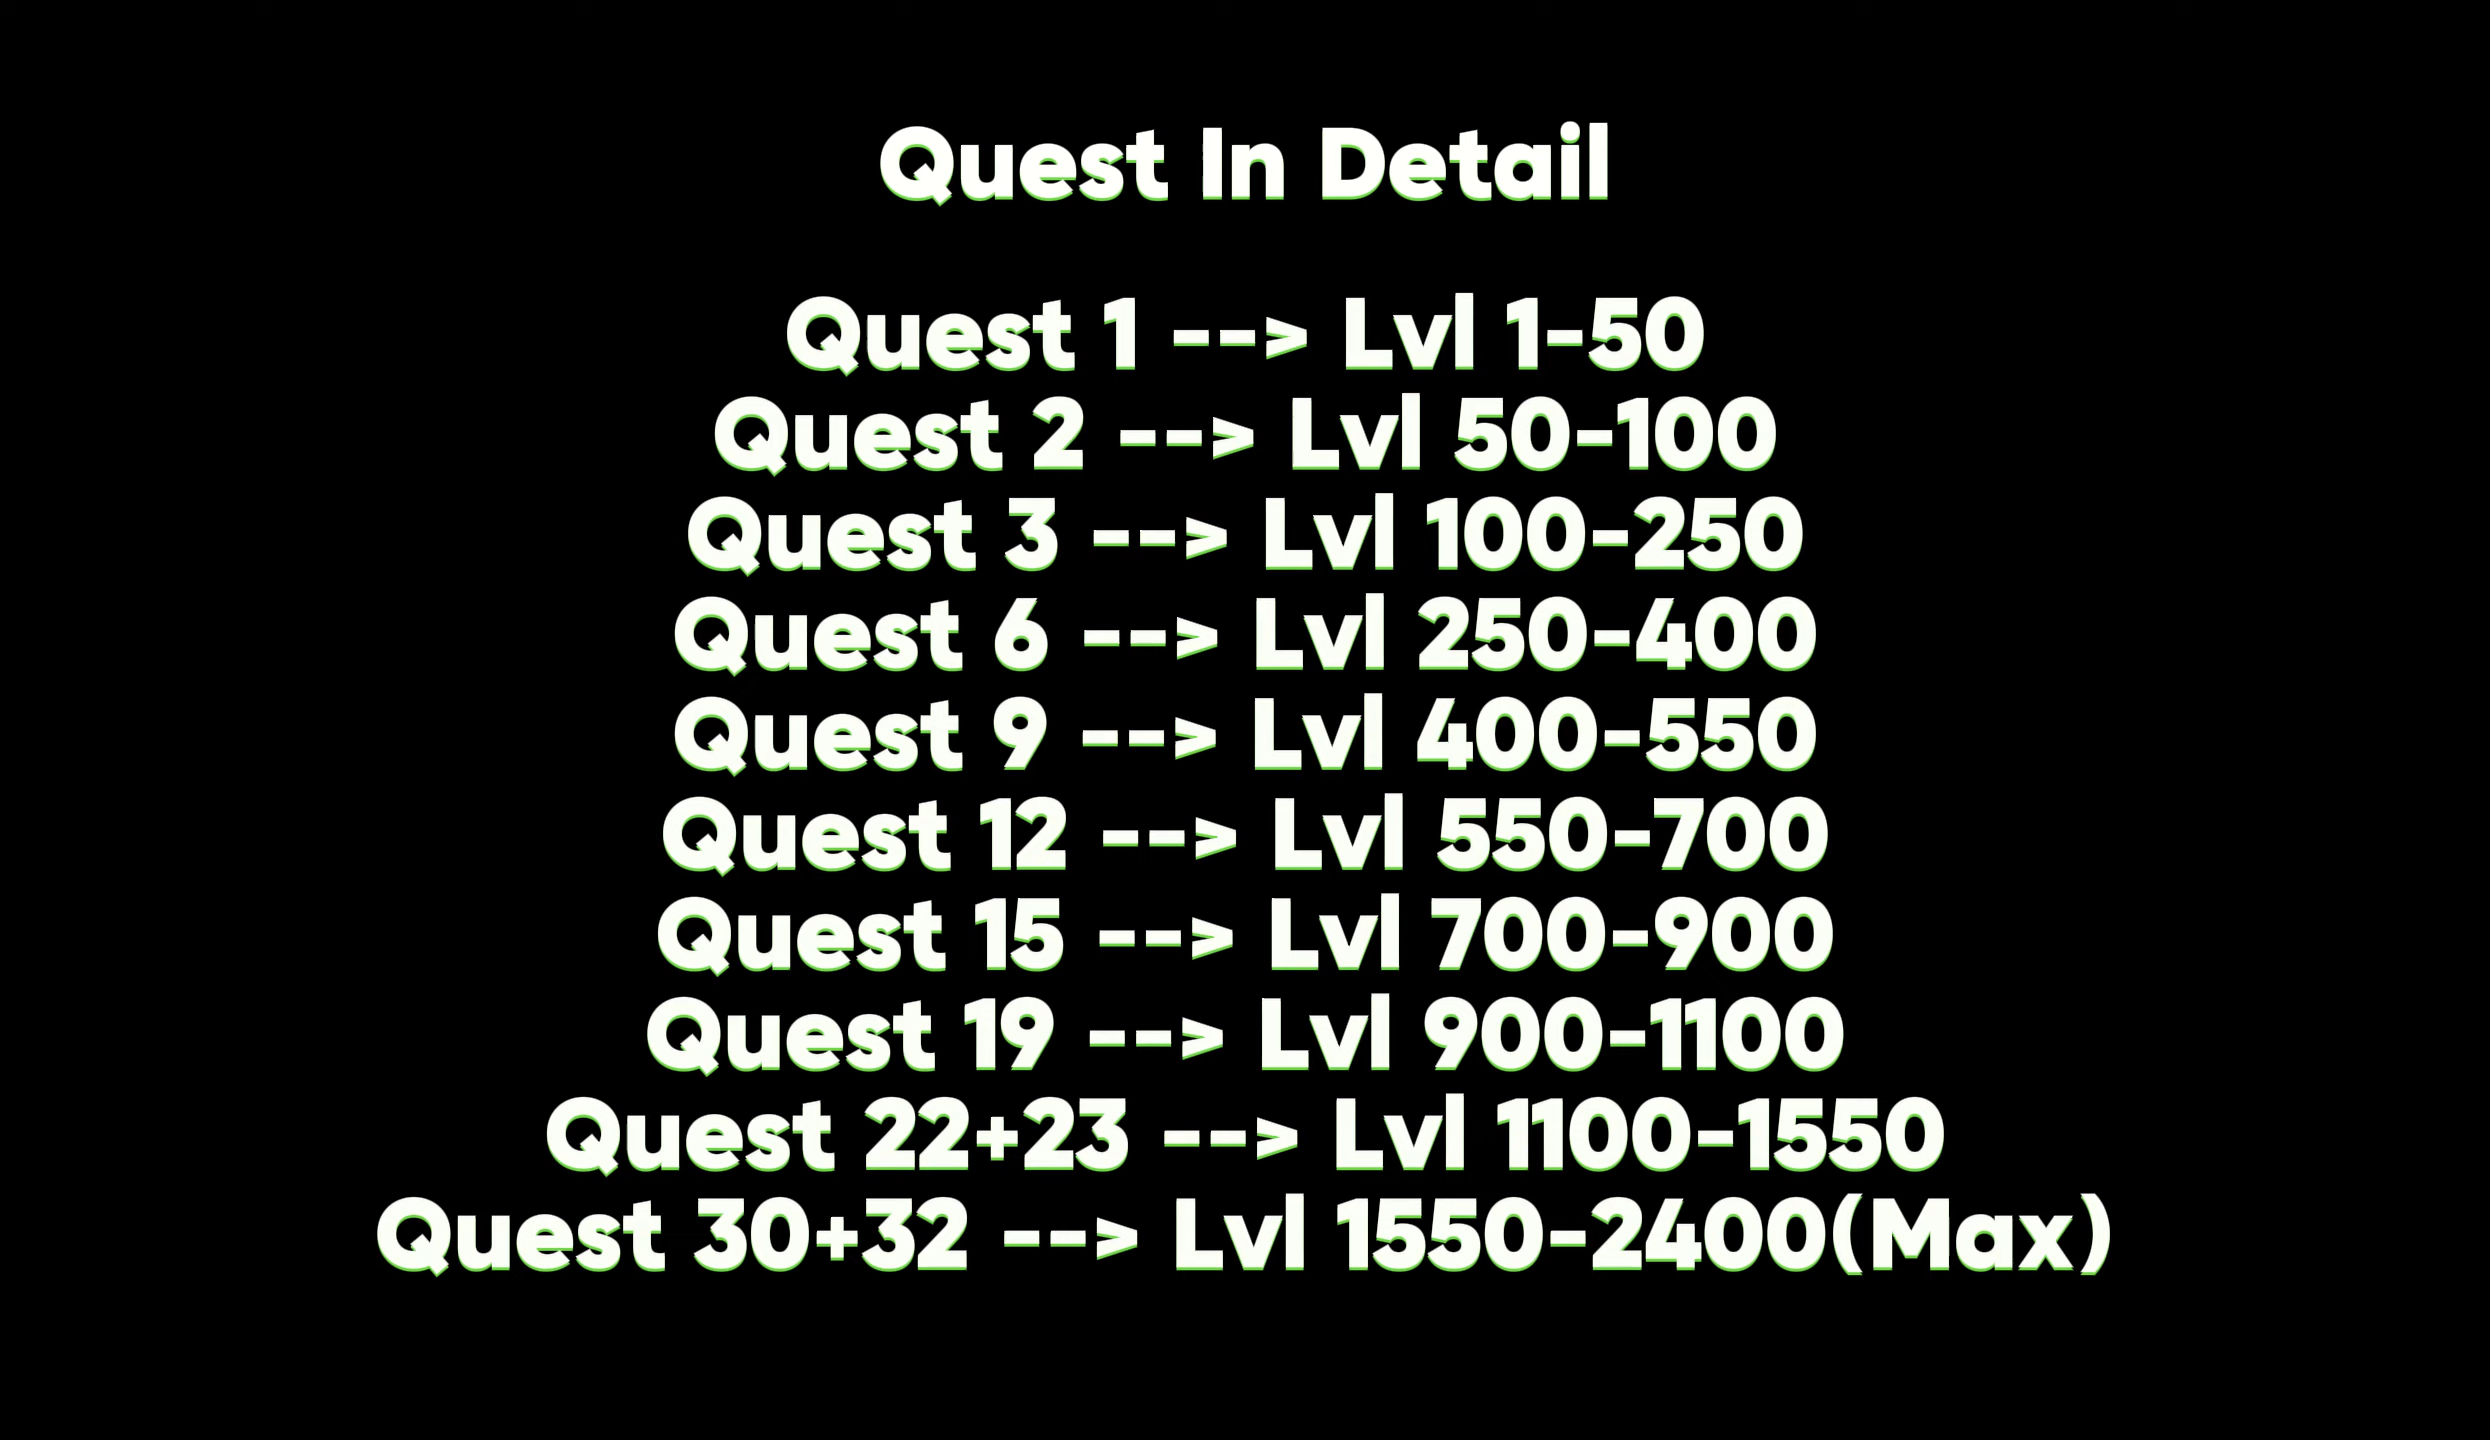 Quest In Detail
Quest 1 --> Lvl 1-50
Quest 2 --> Lvl 50-100
Quest 3 --> Lvl 100-250
Quest 6 --> Lvl 250-400
Quest 9 --> Lvl 400-550
Quest 12 --> Lvl 550-700
Quest 15 --> Lvl 700-900
Quest 19 --> Lvl 900-1100
Quest 22+23 --> Lvl 1100-1550
Quest 30+32 --> Lvl 1550-2400(Max)